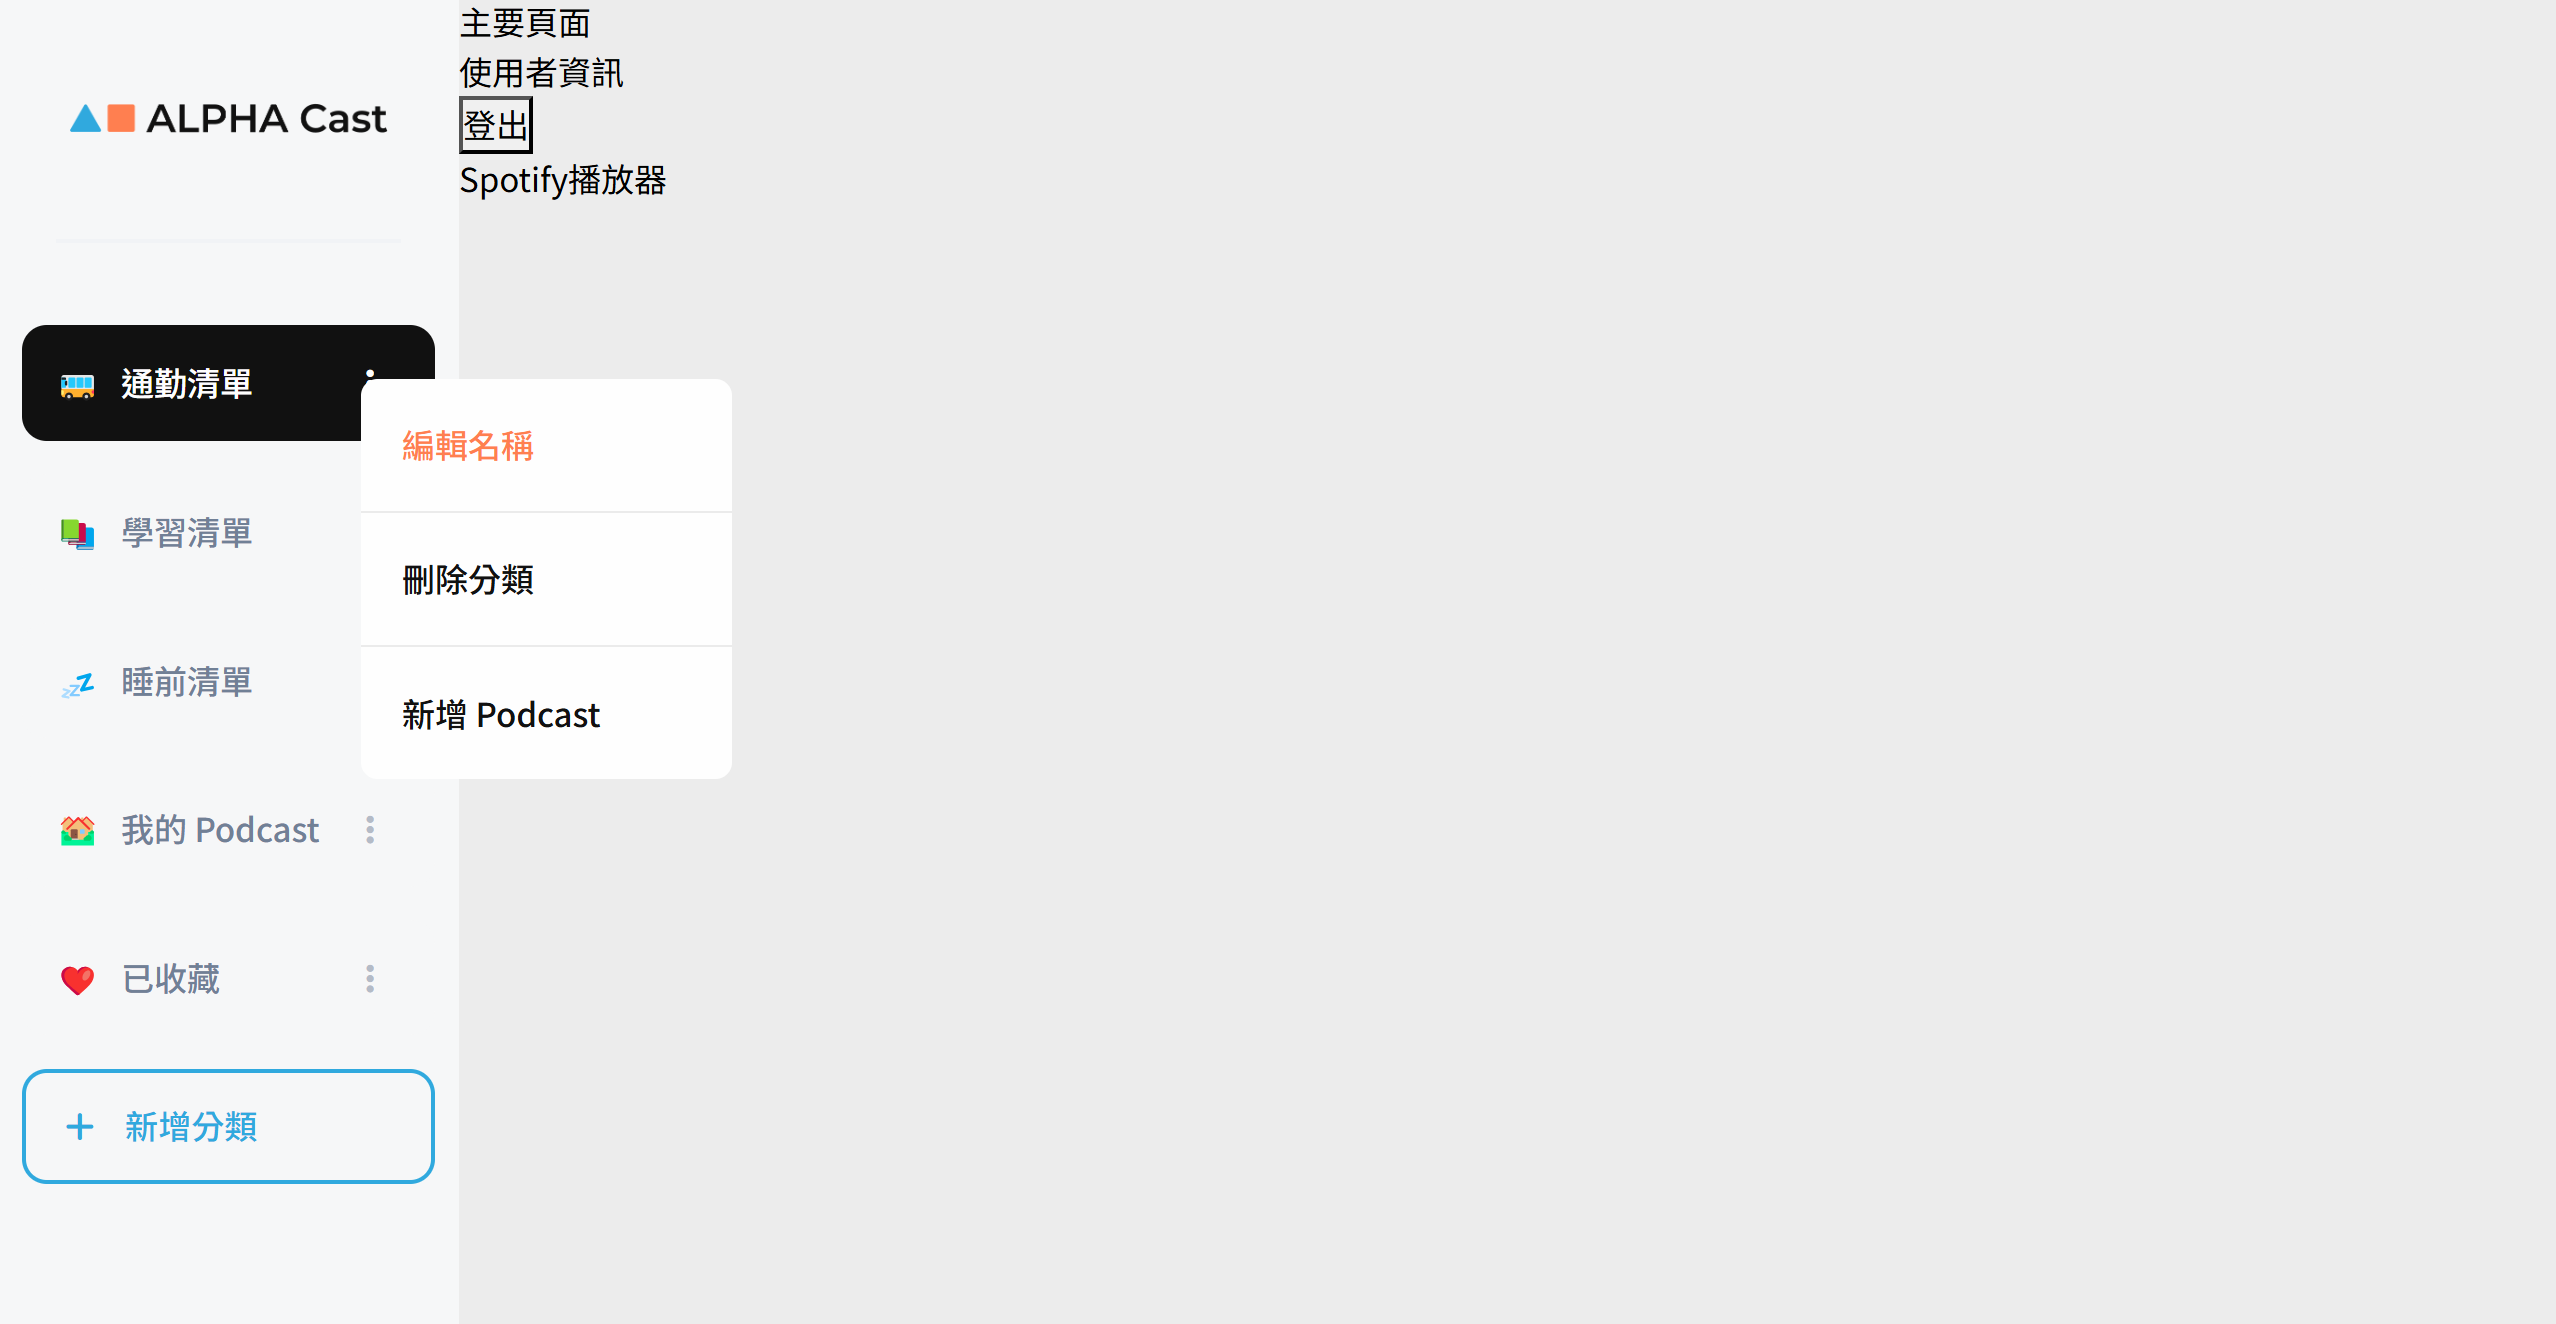 ALPHA Cast
通勤清單
學習清單
睡前清單
我的 Podcast
已收藏
新增分類
編輯名稱
刪除分類
新增 Podcast
主要頁面
使用者資訊
登出
Spotify播放器